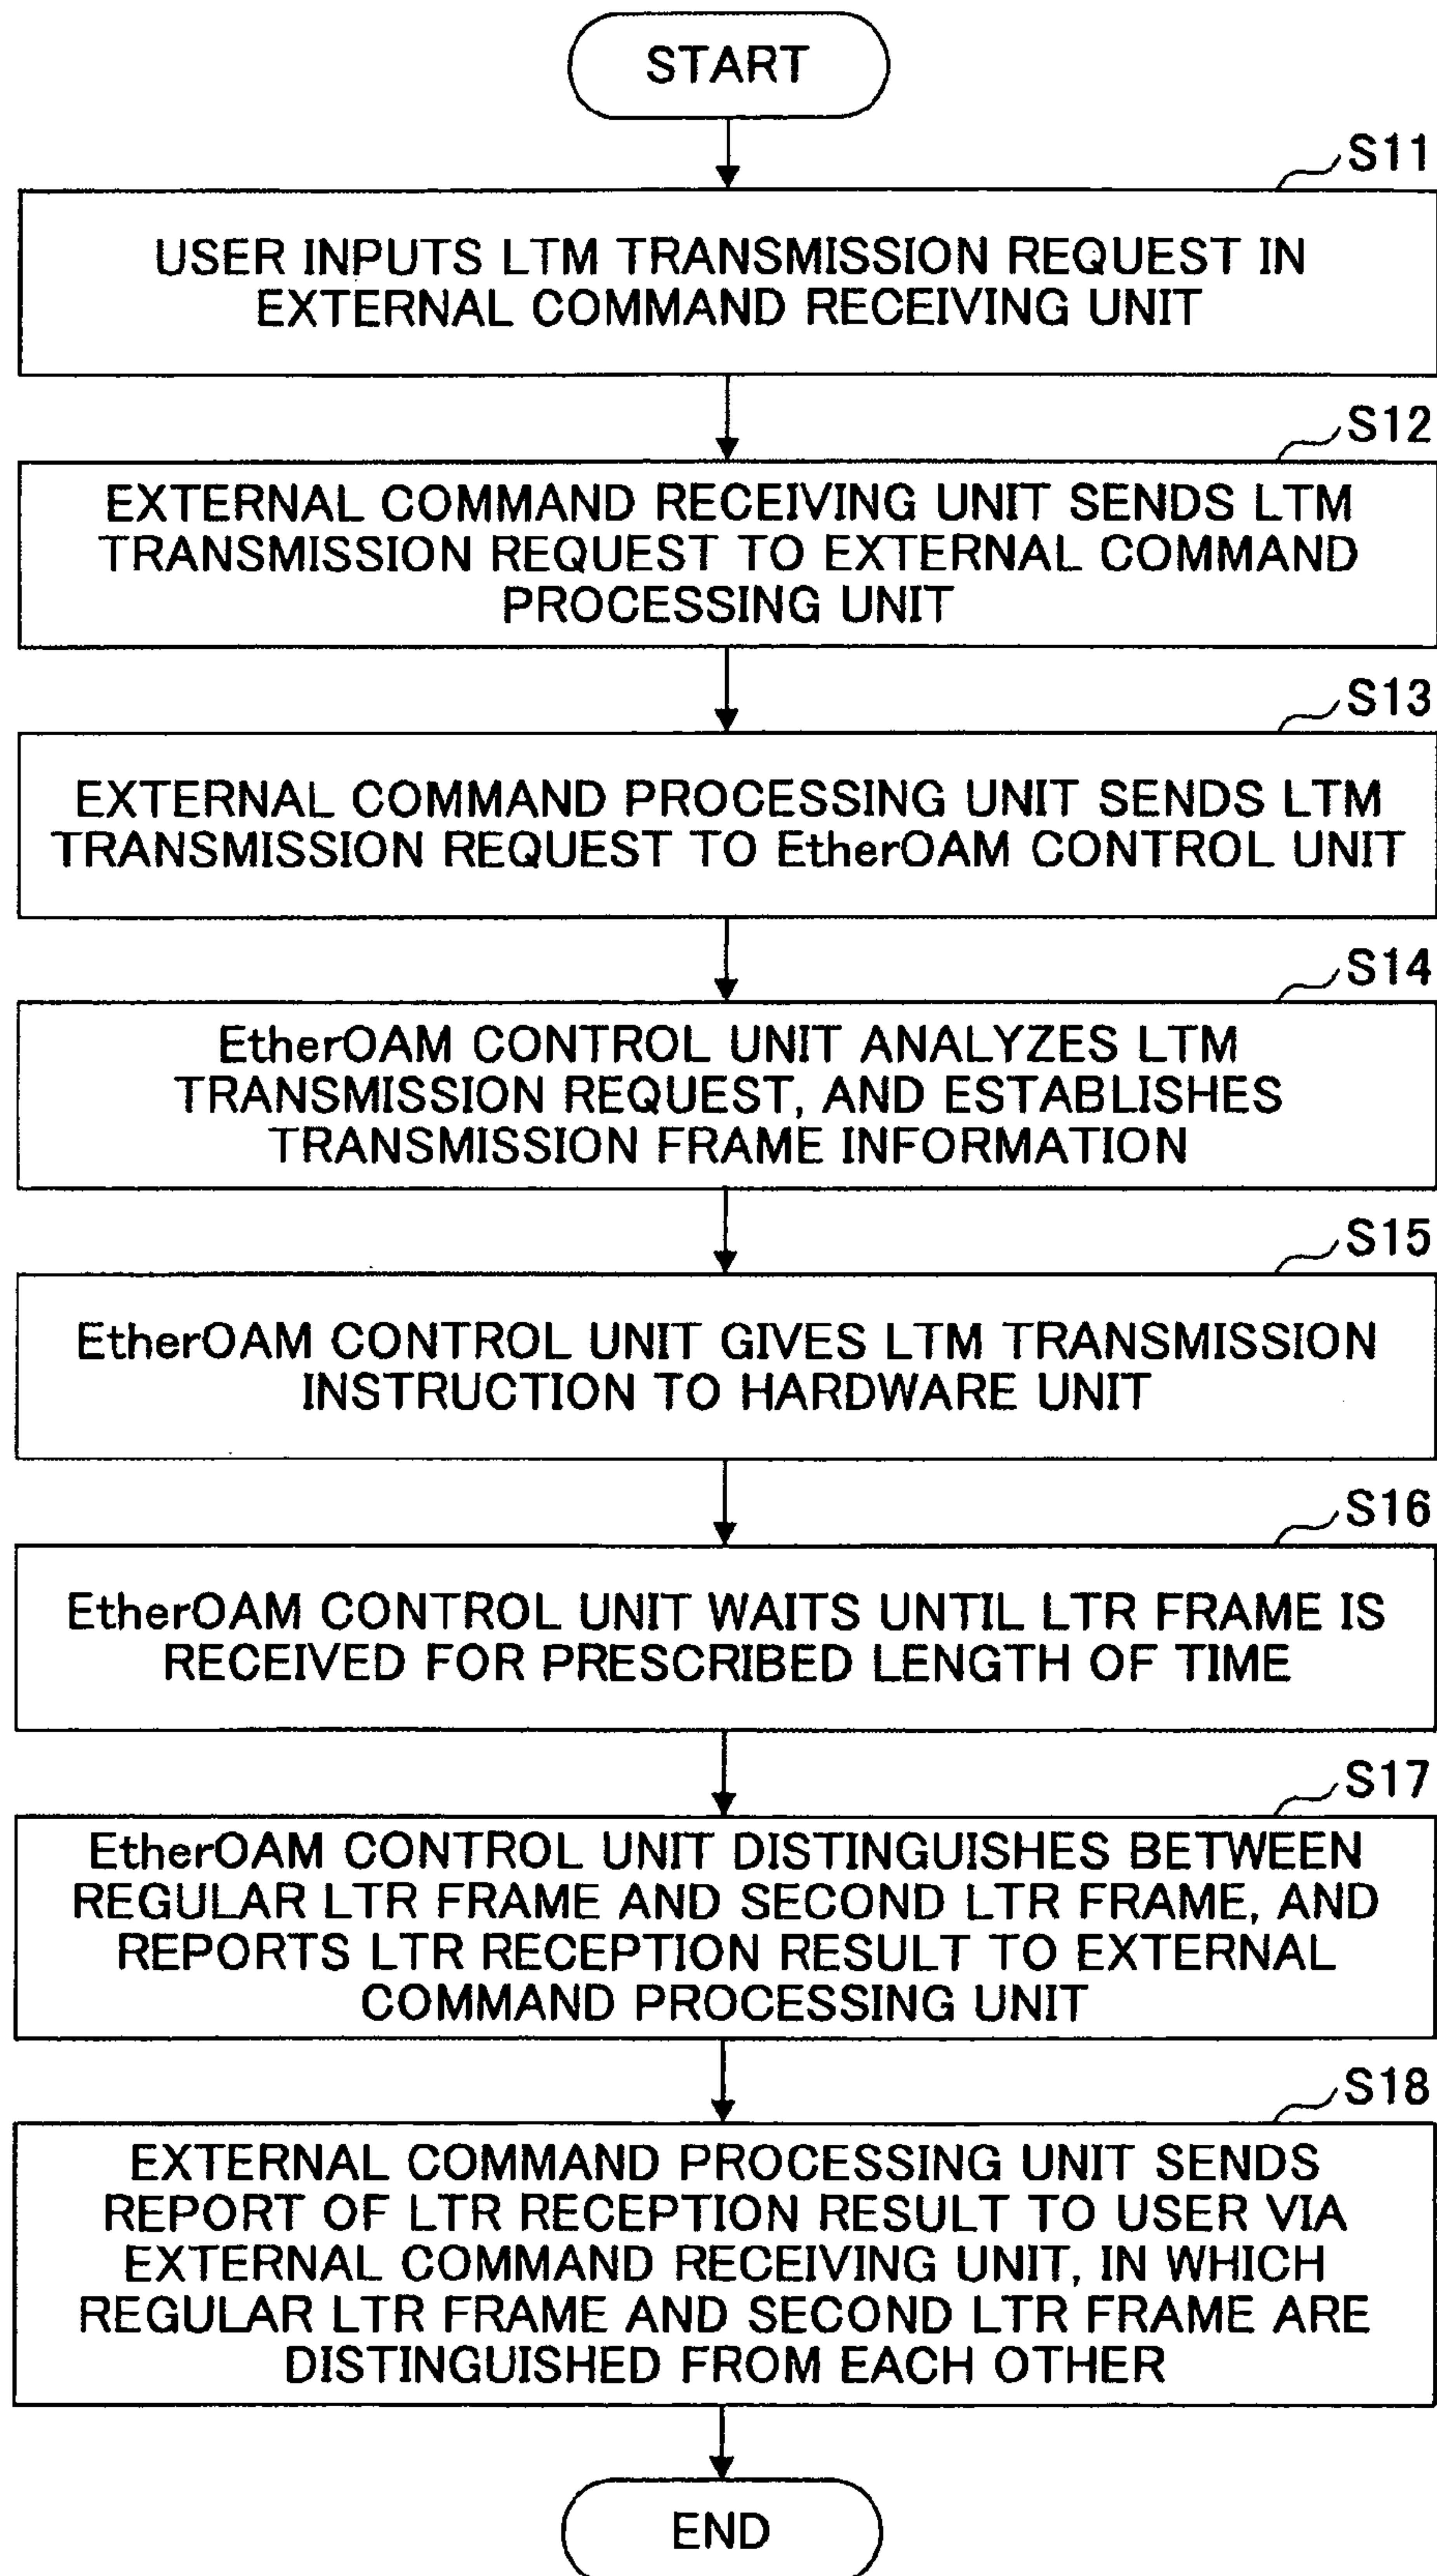 START
S11
USER INPUTS LTM TRANSMISSION REQUEST IN
EXTERNAL COMMAND RECEIVING UNIT
S12
EXTERNAL COMMAND RECEIVING UNIT SENDS LTM
TRANSMISSION REQUEST TO EXTERNAL COMMAND
PROCESSING UNIT
S13
EXTERNAL COMMAND PROCESSING UNIT SENDS LTM
TRANSMISSION REQUEST TO EtherOAM CONTROL UNIT
S14
EtherOAM CONTROL UNIT ANALYZES LTM
TRANSMISSION REQUEST, AND ESTABLISHES
TRANSMISSION FRAME INFORMATION
S15
EtherOAM CONTROL UNIT GIVES LTM TRANSMISSION
INSTRUCTION TO HARDWARE UNIT
S16
EtherOAM CONTROL UNIT WAITS UNTIL LTR FRAME IS
RECEIVED FOR PRESCRIBED LENGTH OF TIME
S17
EtherOAM CONTROL UNIT DISTINGUISHES BETWEEN
REGULAR LTR FRAME AND SECOND LTR FRAME, AND
REPORTS LTR RECEPTION RESULT TO EXTERNAL
COMMAND PROCESSING UNIT
S18
EXTERNAL COMMAND PROCESSING UNIT SENDS
REPORT OF LTR RECEPTION RESULT TO USER VIA
EXTERNAL COMMAND RECEIVING UNIT, IN WHICH
REGULAR LTR FRAME AND SECOND LTR FRAME ARE
DISTINGUISHED FROM EACH OTHER
END